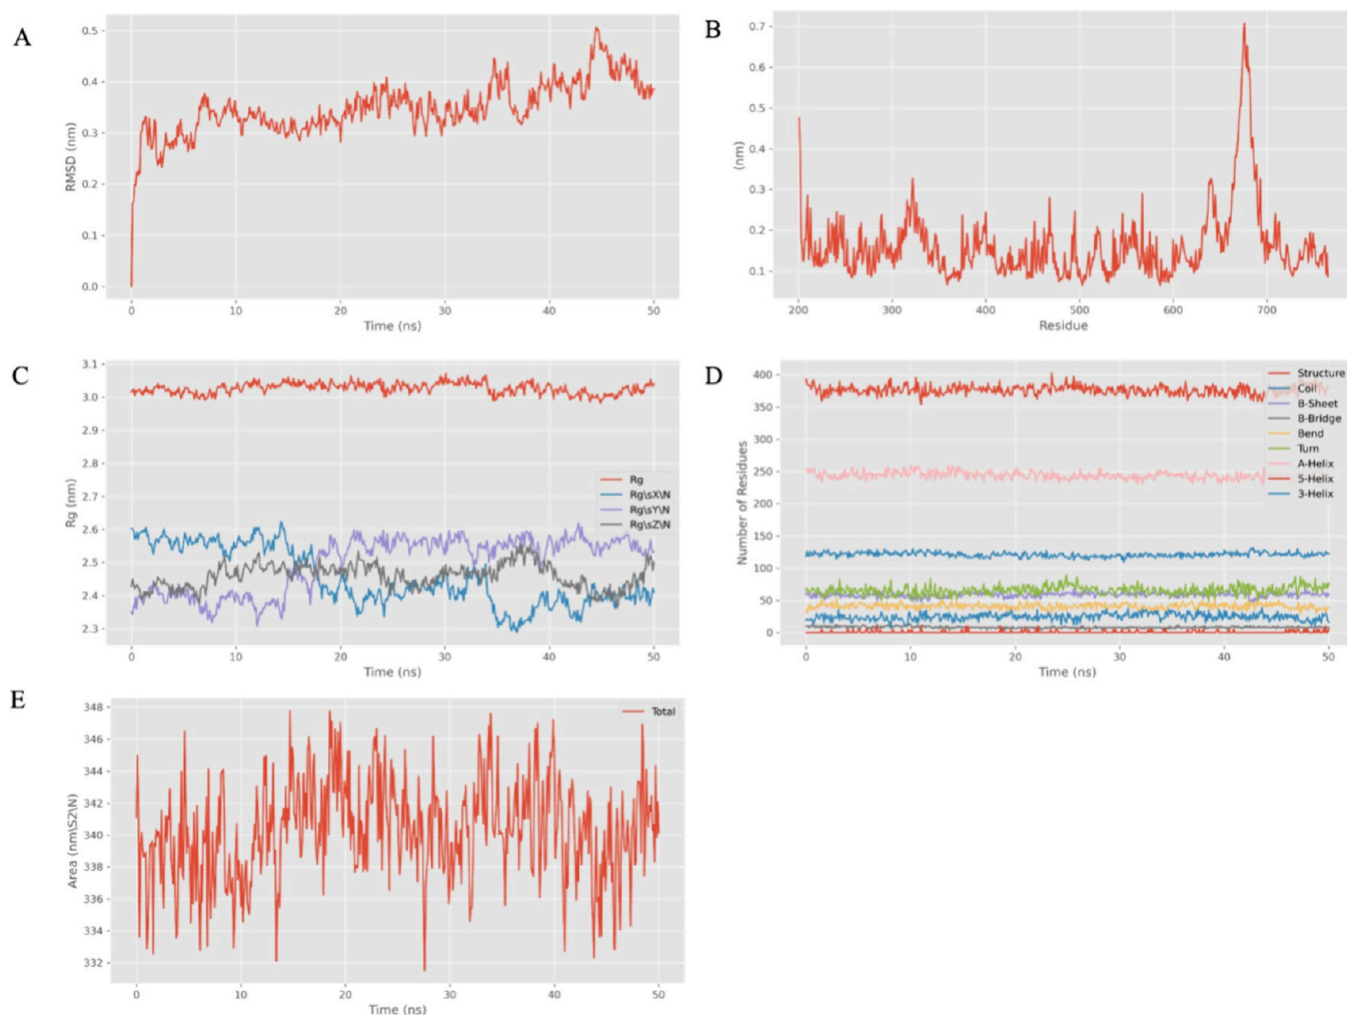 A
0.5
0.4
0.3
0.2
0.1
0.0
RMSD (nm)
0 10 20 30 40 50
Time (ns)
B
0.7
0.6
0.5
0.4
0.3
0.2
0.1
(nm)
200 300 400 500 600 700
Residue
C
3.1
3.0
2.9
2.8
2.7
2.6
2.5
2.4
2.3
Rg (nm)
Rg
Rg\sX\N
Rg\sY\N
Rg\sZ\N
0 10 20 30 40 50
Time (ns)
D
400
350
300
250
200
150
100
50
0
Number of Residues
Structure
Coil
B-Sheet
B-Bridge
Bend
Turn
A-Helix
5-Helix
3-Helix
0 10 20 30 40 50
Time (ns)
E
348
346
344
342
340
338
336
334
332
Area (nm\S2\N)
Total
0 10 20 30 40 50
Time (ns)